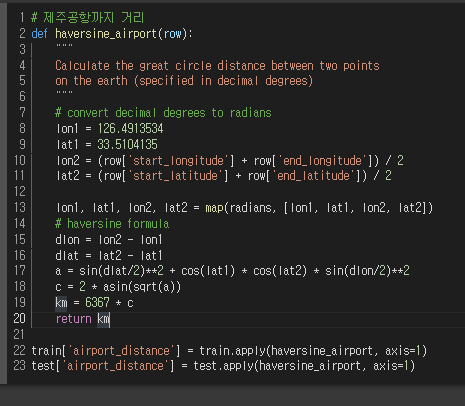 1 # 제주공항까지 거리
2 def haversine_airport(row):
3     """
4     Calculate the great circle distance between two points
5     on the earth (specified in decimal degrees)
6     """
7     # convert decimal degrees to radians
8     lon1 = 126.4913534
9     lat1 = 33.5104135
10     lon2 = (row['start_longitude'] + row['end_longitude']) / 2
11     lat2 = (row['start_latitude'] + row['end_latitude']) / 2
12
13     lon1, lat1, lon2, lat2 = map(radians, [lon1, lat1, lon2, lat2])
14     # haversine formula
15     dlon = lon2 - lon1
16     dlat = lat2 - lat1
17     a = sin(dlat/2)**2 + cos(lat1) * cos(lat2) * sin(dlon/2)**2
18     c = 2 * asin(sqrt(a))
19     km = 6367 * c
20     return km
21
22 train['airport_distance'] = train.apply(haversine_airport, axis=1)
23 test['airport_distance'] = test.apply(haversine_airport, axis=1)